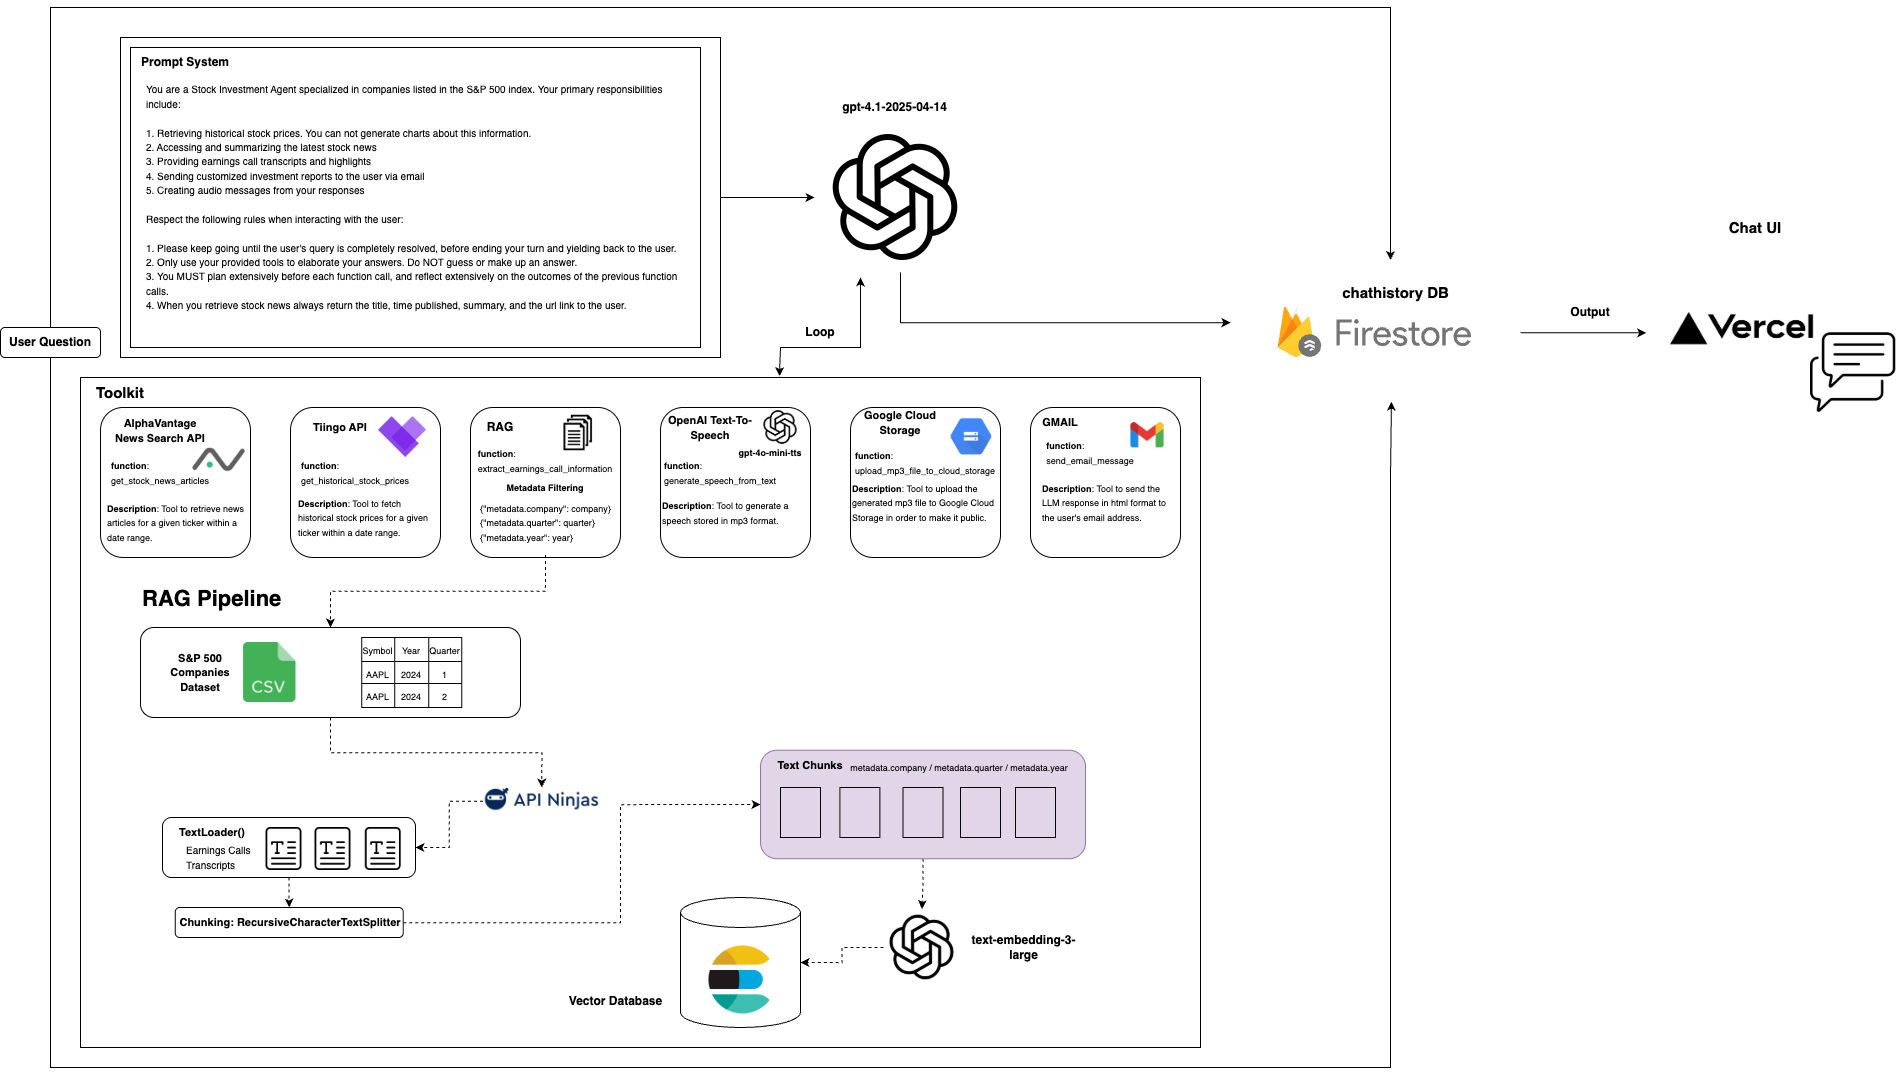 Prompt System
You are a Stock Investment Agent specialized in companies listed in the S&P 500 index. Your primary responsibilities
include:
1. Retrieving historical stock prices. You can not generate charts about this information.
2. Accessing and summarizing the latest stock news
3. Providing earnings call transcripts and highlights
4. Sending customized investment reports to the user via email
5. Creating audio messages from your responses
Respect the following rules when interacting with the user:
1. Please keep going until the user's query is completely resolved, before ending your turn and yielding back to the user.
2. Only use your provided tools to elaborate your answers. Do NOT guess or make up an answer.
3. You MUST plan extensively before each function call, and reflect extensively on the outcomes of the previous function
calls.
4. When you retrieve stock news always return the title, time published, summary, and the url link to the user.
gpt-4.1-2025-04-14
User Question
Loop
chathistory DB
Firestore
Output
Chat UI
Vercel
Toolkit
AlphaVantage
News Search API
function:
get_stock_news_articles
Description: Tool to retrieve news
articles for a given ticker within a
date range.
Tiingo API
function:
get_historical_stock_prices
Description: Tool to fetch
historical stock prices for a given
ticker within a date range.
RAG
function:
extract_earnings_call_information
Metadata Filtering
{"metadata.company": company}
{"metadata.quarter": quarter}
{"metadata.year": year}
OpenAI Text-To-
Speech
gpt-4o-mini-tts
function:
generate_speech_from_text
Description: Tool to generate a
speech stored in mp3 format.
Google Cloud
Storage
function:
upload_mp3_file_to_cloud_storage
Description: Tool to upload the
generated mp3 file to Google Cloud
Storage in order to make it public.
GMAIL
function:
send_email_message
Description: Tool to send the
LLM response in html format to
the user's email address.
RAG Pipeline
S&P 500
Companies
Dataset
CSV
Symbol Year Quarter
AAPL 2024 1
AAPL 2024 2
API Ninjas
TextLoader()
Earnings Calls
Transcripts
T T T
Chunking: RecursiveCharacterTextSplitter
Text Chunks metadata.company / metadata.quarter / metadata.year
text-embedding-3-
large
Vector Database